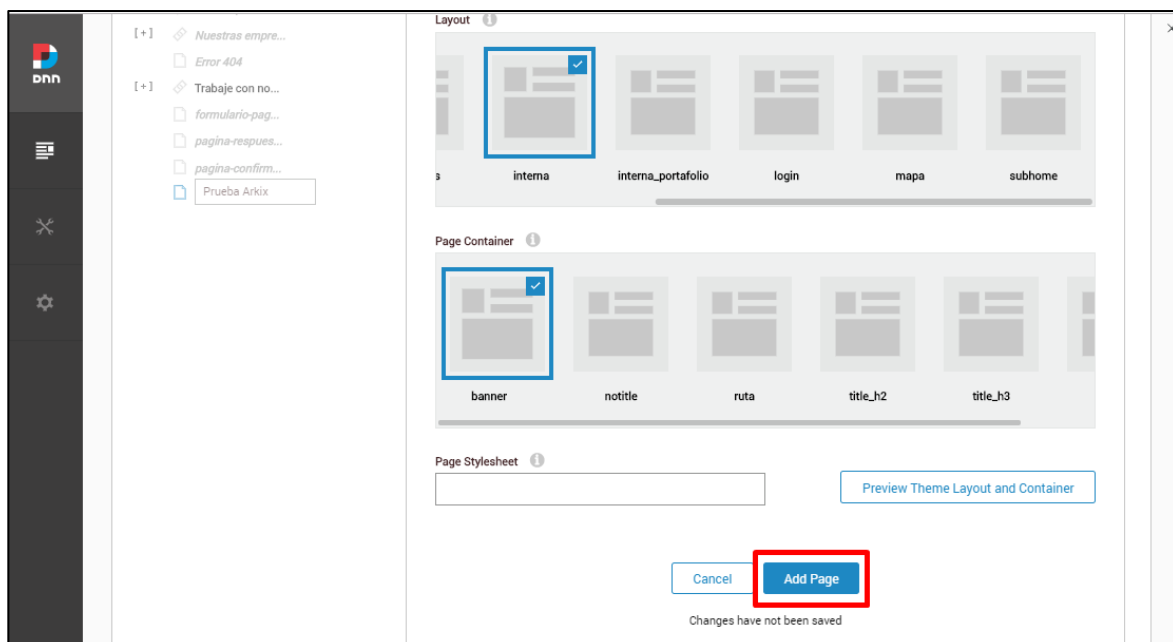 dnn
[+] Nuestras empre...
Error 404
[+] Trabaje con no...
formulario-pag...
pagina-respues...
pagina-confirm...
Prueba Arkix
Layout
s interna interna_portafolio login mapa subhome
Page Container
banner notitle ruta title_h2 title_h3
Page Stylesheet
Preview Theme Layout and Container
Cancel Add Page
Changes have not been saved